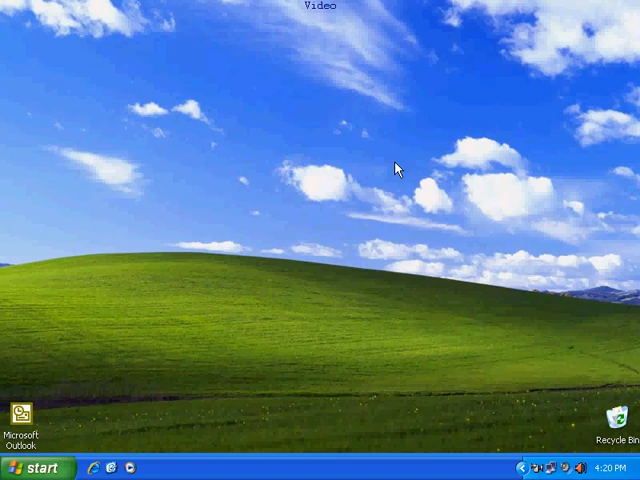 Video
Microsoft
Outlook
Recycle Bin
start
4:20 PM